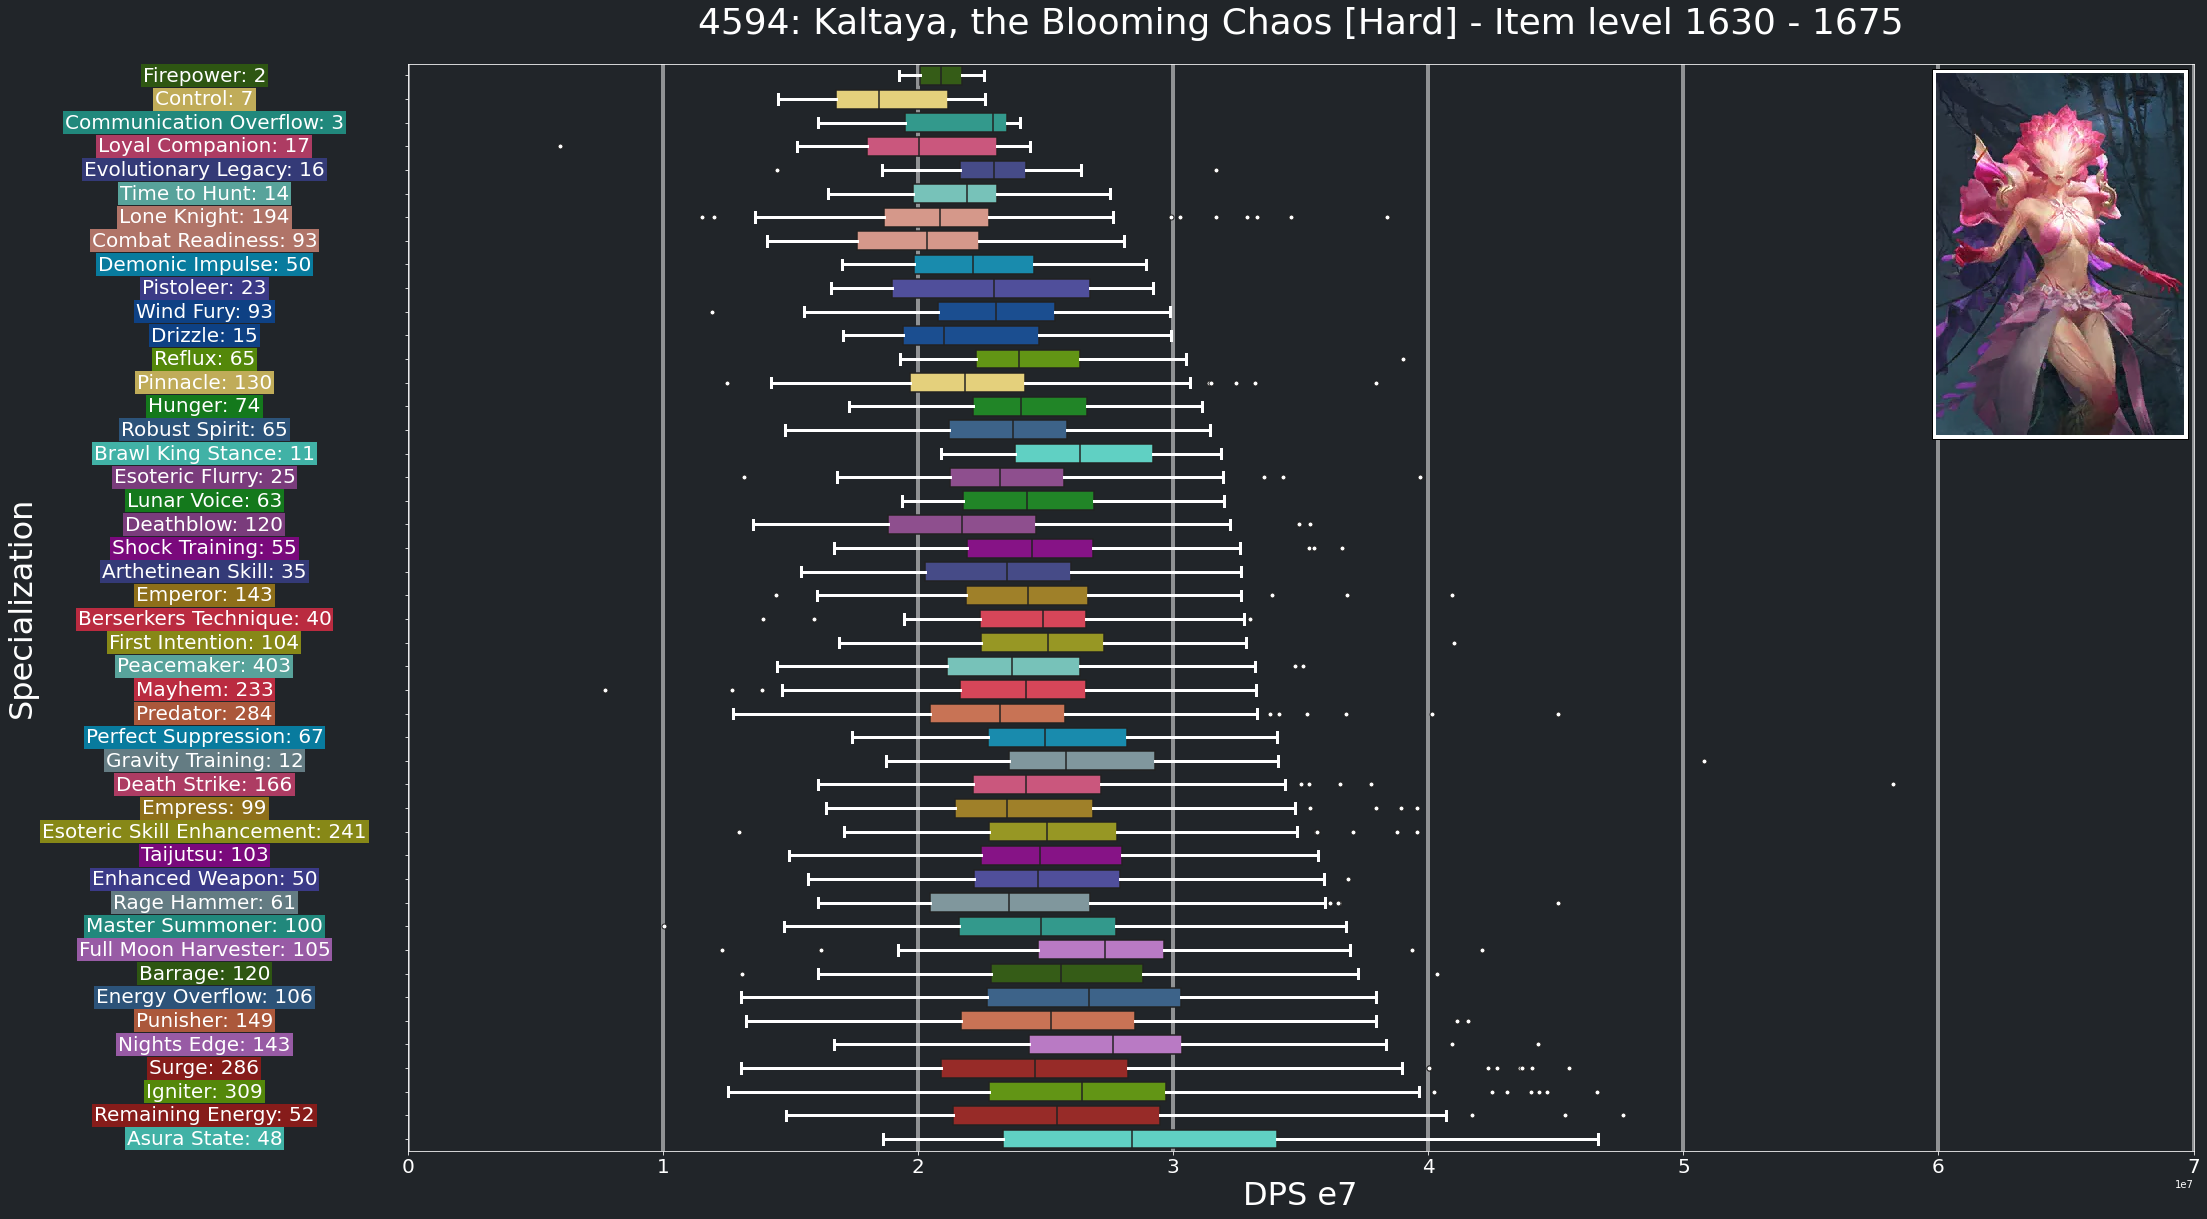 4594: Kaltaya, the Blooming Chaos [Hard] - Item level 1630 - 1675
Specialization
Firepower: 2
Control: 7
Communication Overflow: 3
Loyal Companion: 17
Evolutionary Legacy: 16
Time to Hunt: 14
Lone Knight: 194
Combat Readiness: 93
Demonic Impulse: 50
Pistoleer: 23
Wind Fury: 93
Drizzle: 15
Reflux: 65
Pinnacle: 130
Hunger: 74
Robust Spirit: 65
Brawl King Stance: 11
Esoteric Flurry: 25
Lunar Voice: 63
Deathblow: 120
Shock Training: 55
Arthetinean Skill: 35
Emperor: 143
Berserkers Technique: 40
First Intention: 104
Peacemaker: 403
Mayhem: 233
Predator: 284
Perfect Suppression: 67
Gravity Training: 12
Death Strike: 166
Empress: 99
Esoteric Skill Enhancement: 241
Taijutsu: 103
Enhanced Weapon: 50
Rage Hammer: 61
Master Summoner: 100
Full Moon Harvester: 105
Barrage: 120
Energy Overflow: 106
Punisher: 149
Nights Edge: 143
Surge: 286
Igniter: 309
Remaining Energy: 52
Asura State: 48
0 1 2 3 4 5 6 7
1e7
DPS e7